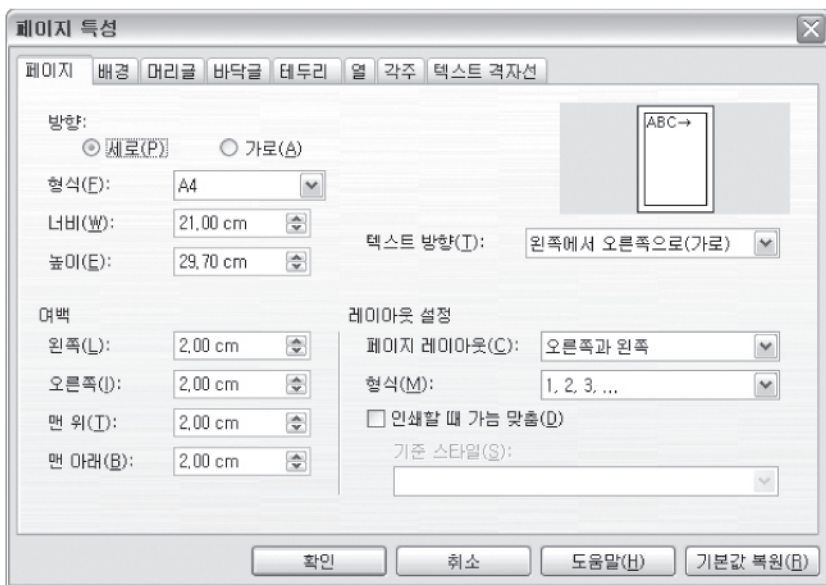 페이지 특성
페이지 배경 머리글 바닥글 테두리 열 각주 텍스트 격자선
방향:
세로(P) 가로(A)
ABC→
형식(F): A4
너비(W): 21,00 cm
텍스트 방향(T): 왼쪽에서 오른쪽으로(가로)
높이(E): 29,70 cm
여백
왼쪽(L): 2,00 cm
오른쪽(I): 2,00 cm
맨 위(T): 2,00 cm
맨 아래(B): 2,00 cm
레이아웃 설정
페이지 레이아웃(C): 오른쪽과 왼쪽
형식(M): 1, 2, 3, ...
인쇄할 때 가늠 맞춤(D)
기준 스타일(S):
확인 취소 도움말(H) 기본값 복원(R)